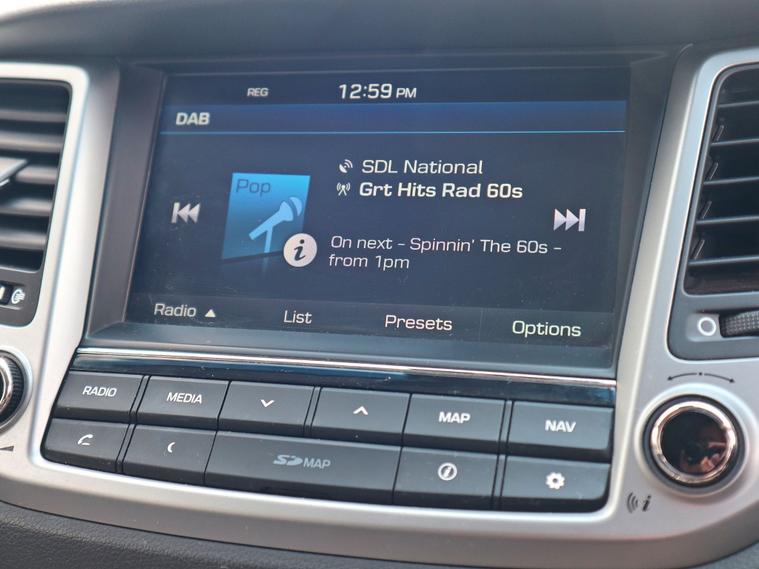 REG 12:59 PM
DAB
Pop
SDL National
Grt Hits Rad 60s
On next - Spinnin' The 60s -
from 1pm
Radio List Presets Options
RADIO MEDIA MAP NAV
SD MAP